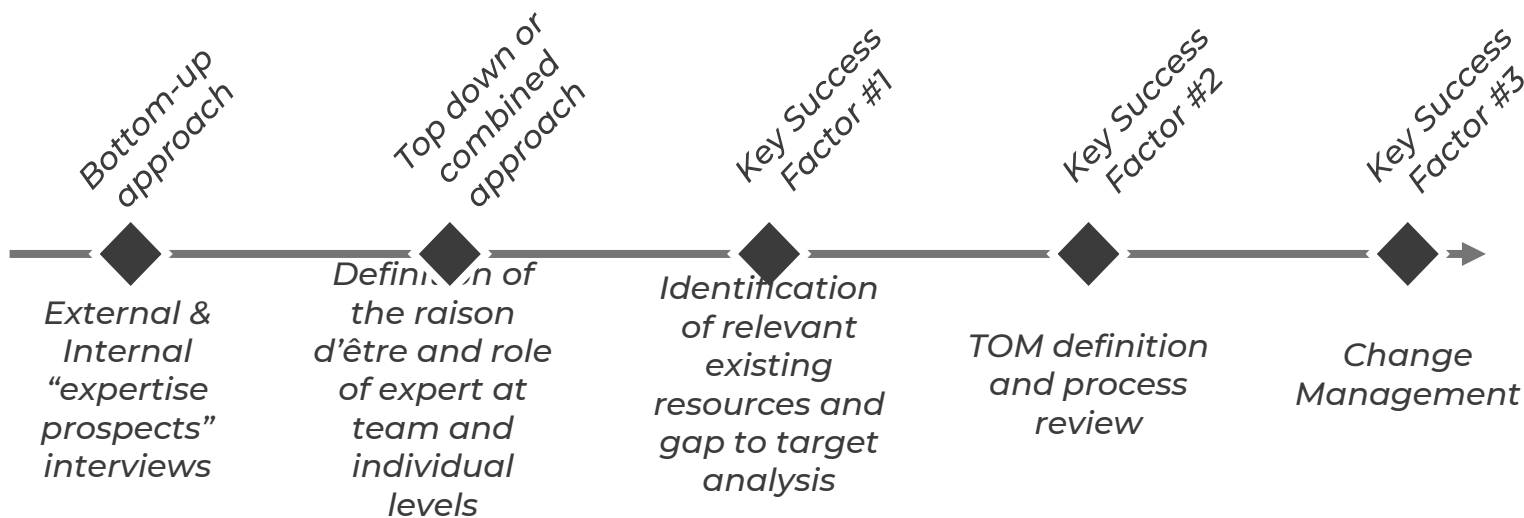 Bottom-up
approach
Top down or
combined
approach
Key Success
Factor #1
Key Success
Factor #2
Key Success
Factor #3
External &
Internal
“expertise
prospects”
interviews
Definition of
the raison
d’être and role
of expert at
team and
individual
levels
Identification
of relevant
existing
resources and
gap to target
analysis
TOM definition
and process
review
Change
Management